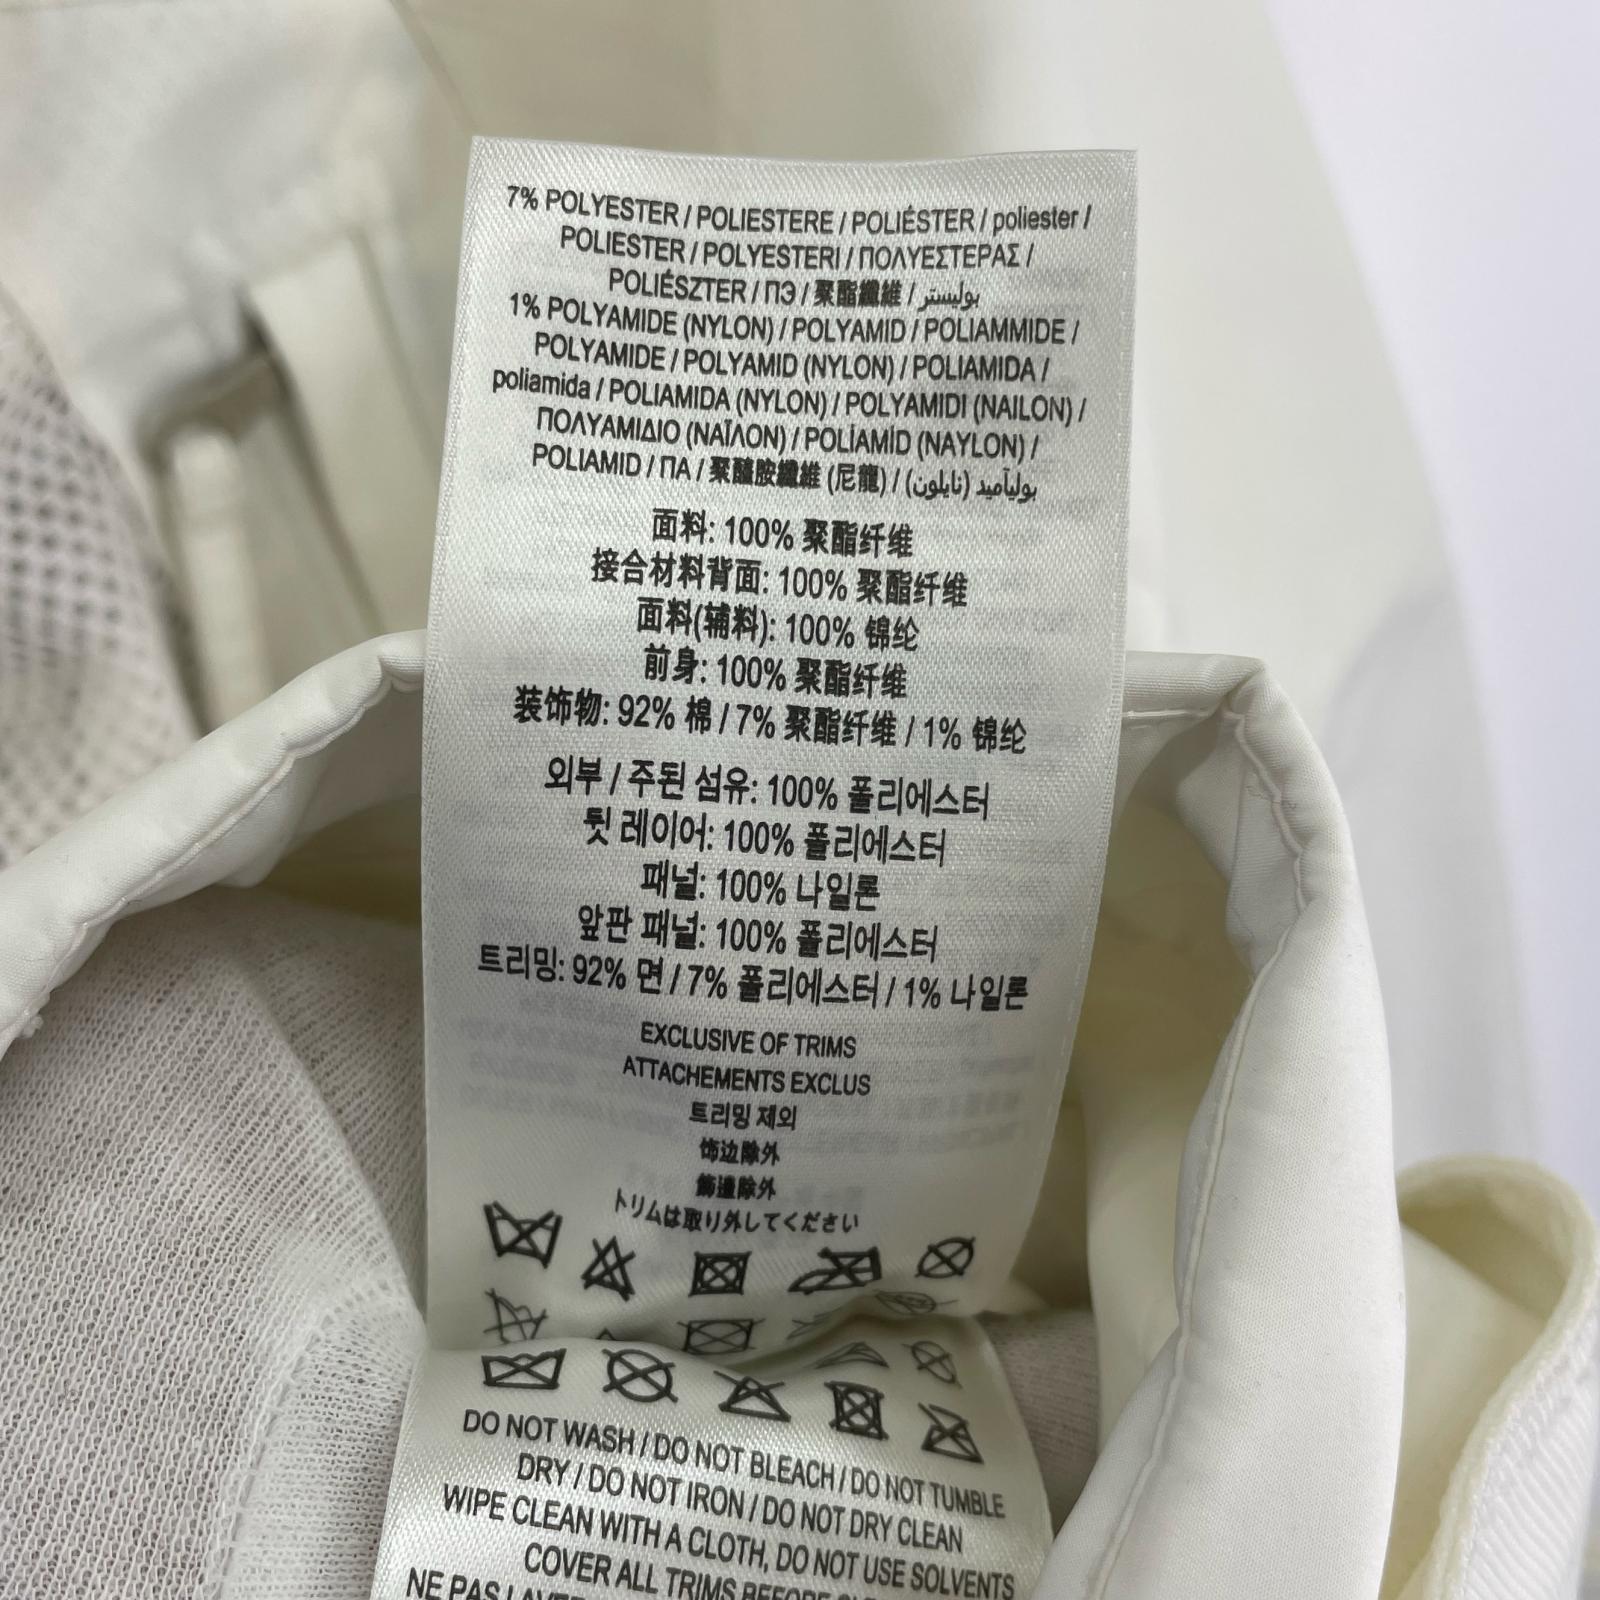 7% POLYESTER / POLIESTERE / POLIÉSTER / poliester /
POLIESTER / POLYESTERI / ΠΟΛΥΕΣΤΕΡΑΣ /
POLIÉSZTER / ПЭ / 聚酯纖維 / بوليستر
1% POLYAMIDE (NYLON) / POLYAMID / POLIAMMIDE /
POLYAMIDE / POLYAMID (NYLON) / POLIAMIDA /
poliamida / POLIAMIDA (NYLON) / POLYAMIDI (NAILON) /
ΠΟΛΥΑΜΙΔΙΟ (ΝΑΪΛΟΝ) / POLİAMİD (NAYLON) /
POLIAMID / ПА / 聚醯胺纖維 (尼龍) / بولياميد (نايلون)
面料: 100% 聚酯纤维
接合材料背面: 100% 聚酯纤维
面料(辅料): 100% 锦纶
前身: 100% 聚酯纤维
装饰物: 92% 棉 / 7% 聚酯纤维 / 1% 锦纶
외부 / 주된 섬유: 100% 폴리에스터
뒷 레이어: 100% 폴리에스터
패널: 100% 나일론
앞판 패널: 100% 폴리에스터
트리밍: 92% 면 / 7% 폴리에스터 / 1% 나일론
EXCLUSIVE OF TRIMS
ATTACHEMENTS EXCLUS
트리밍 제외
饰边除外
飾邊除外
トリムは取り外してください
DO NOT WASH / DO NOT BLEACH / DO NOT TUMBLE
DRY / DO NOT IRON / DO NOT DRY CLEAN
WIPE CLEAN WITH A CLOTH, DO NOT USE SOLVENTS
COVER ALL TRIMS BEFORE
NE PAS